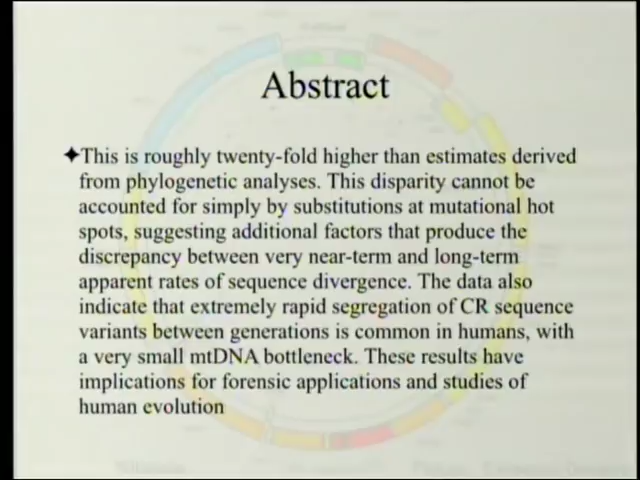 Abstract
✦This is roughly twenty-fold higher than estimates derived
from phylogenetic analyses. This disparity cannot be
accounted for simply by substitutions at mutational hot
spots, suggesting additional factors that produce the
discrepancy between very near-term and long-term
apparent rates of sequence divergence. The data also
indicate that extremely rapid segregation of CR sequence
variants between generations is common in humans, with
a very small mtDNA bottleneck. These results have
implications for forensic applications and studies of
human evolution